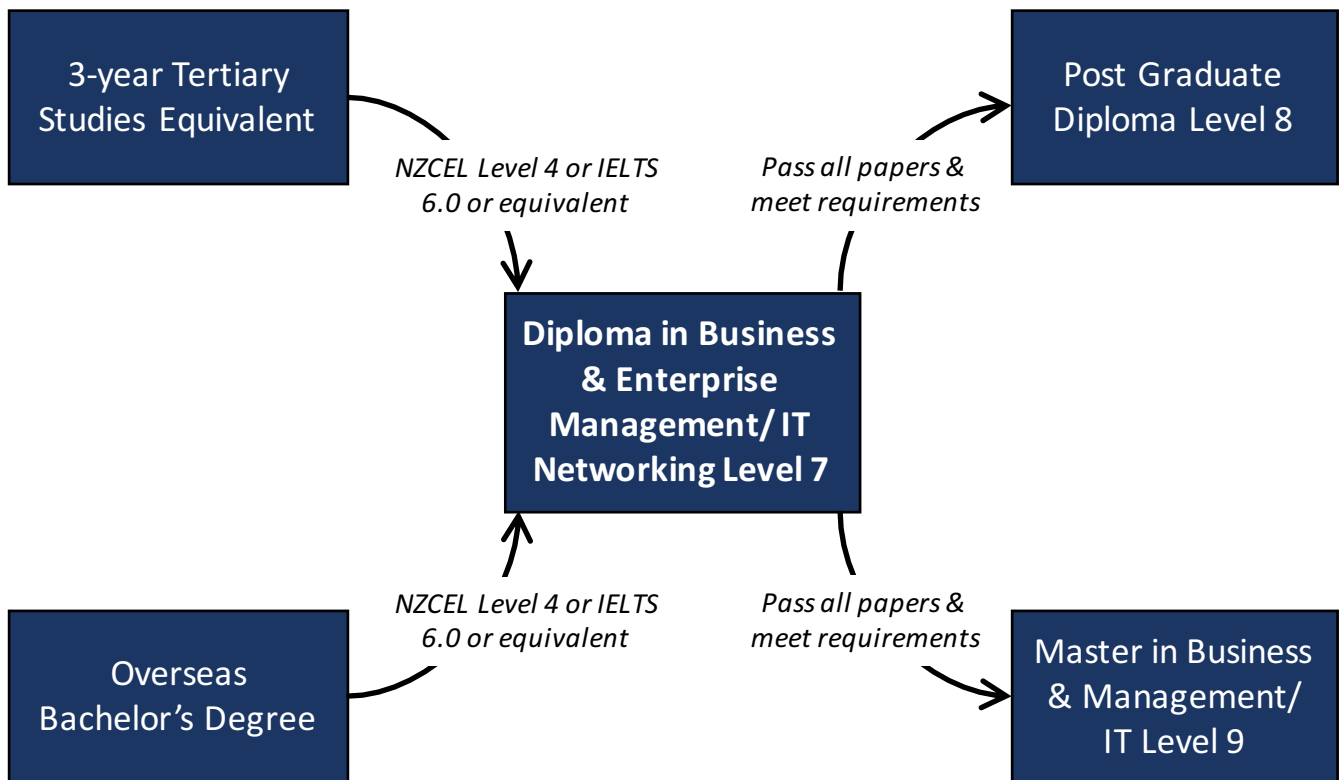 3-year Tertiary
Studies Equivalent
Post Graduate
Diploma Level 8
NZCEL Level 4 or IELTS
6.0 or equivalent
Pass all papers &
meet requirements
Diploma in Business
& Enterprise
Management/ IT
Networking Level 7
NZCEL Level 4 or IELTS
6.0 or equivalent
Pass all papers &
meet requirements
Overseas
Bachelor’s Degree
Master in Business
& Management/
IT Level 9